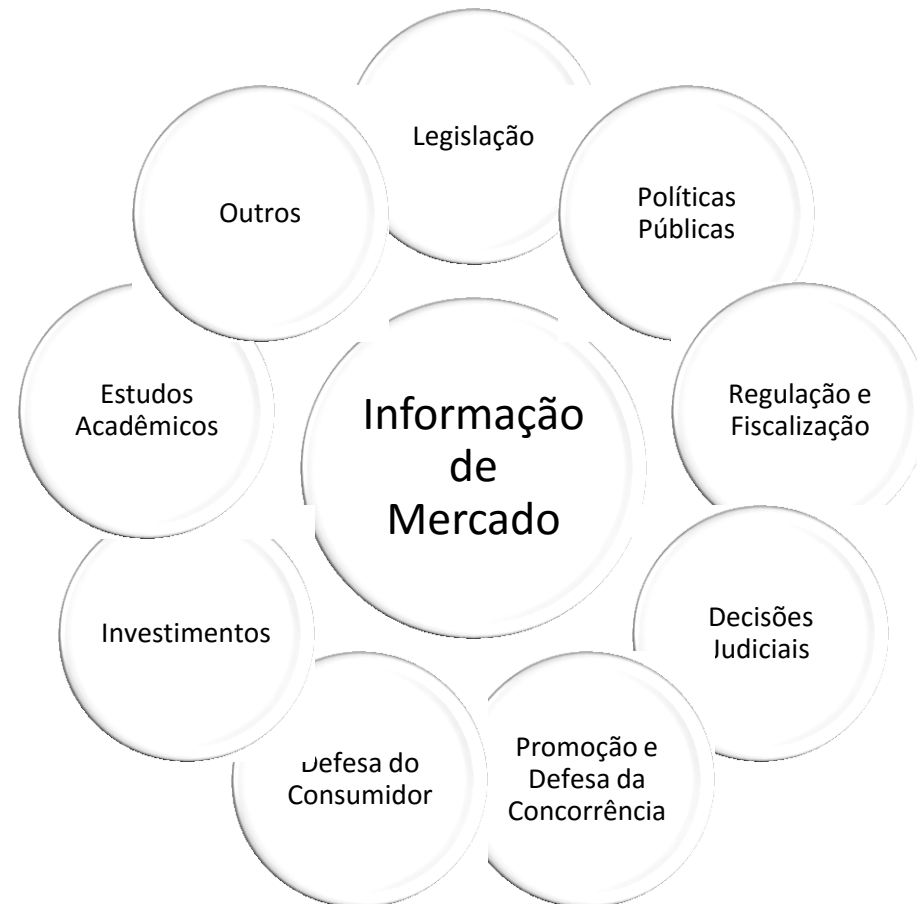 Legislação
Políticas
Públicas
Regulação e
Fiscalização
Decisões
Judiciais
Promoção e
Defesa da
Concorrência
Defesa do
Consumidor
Investimentos
Estudos
Acadêmicos
Outros
Informação
de
Mercado